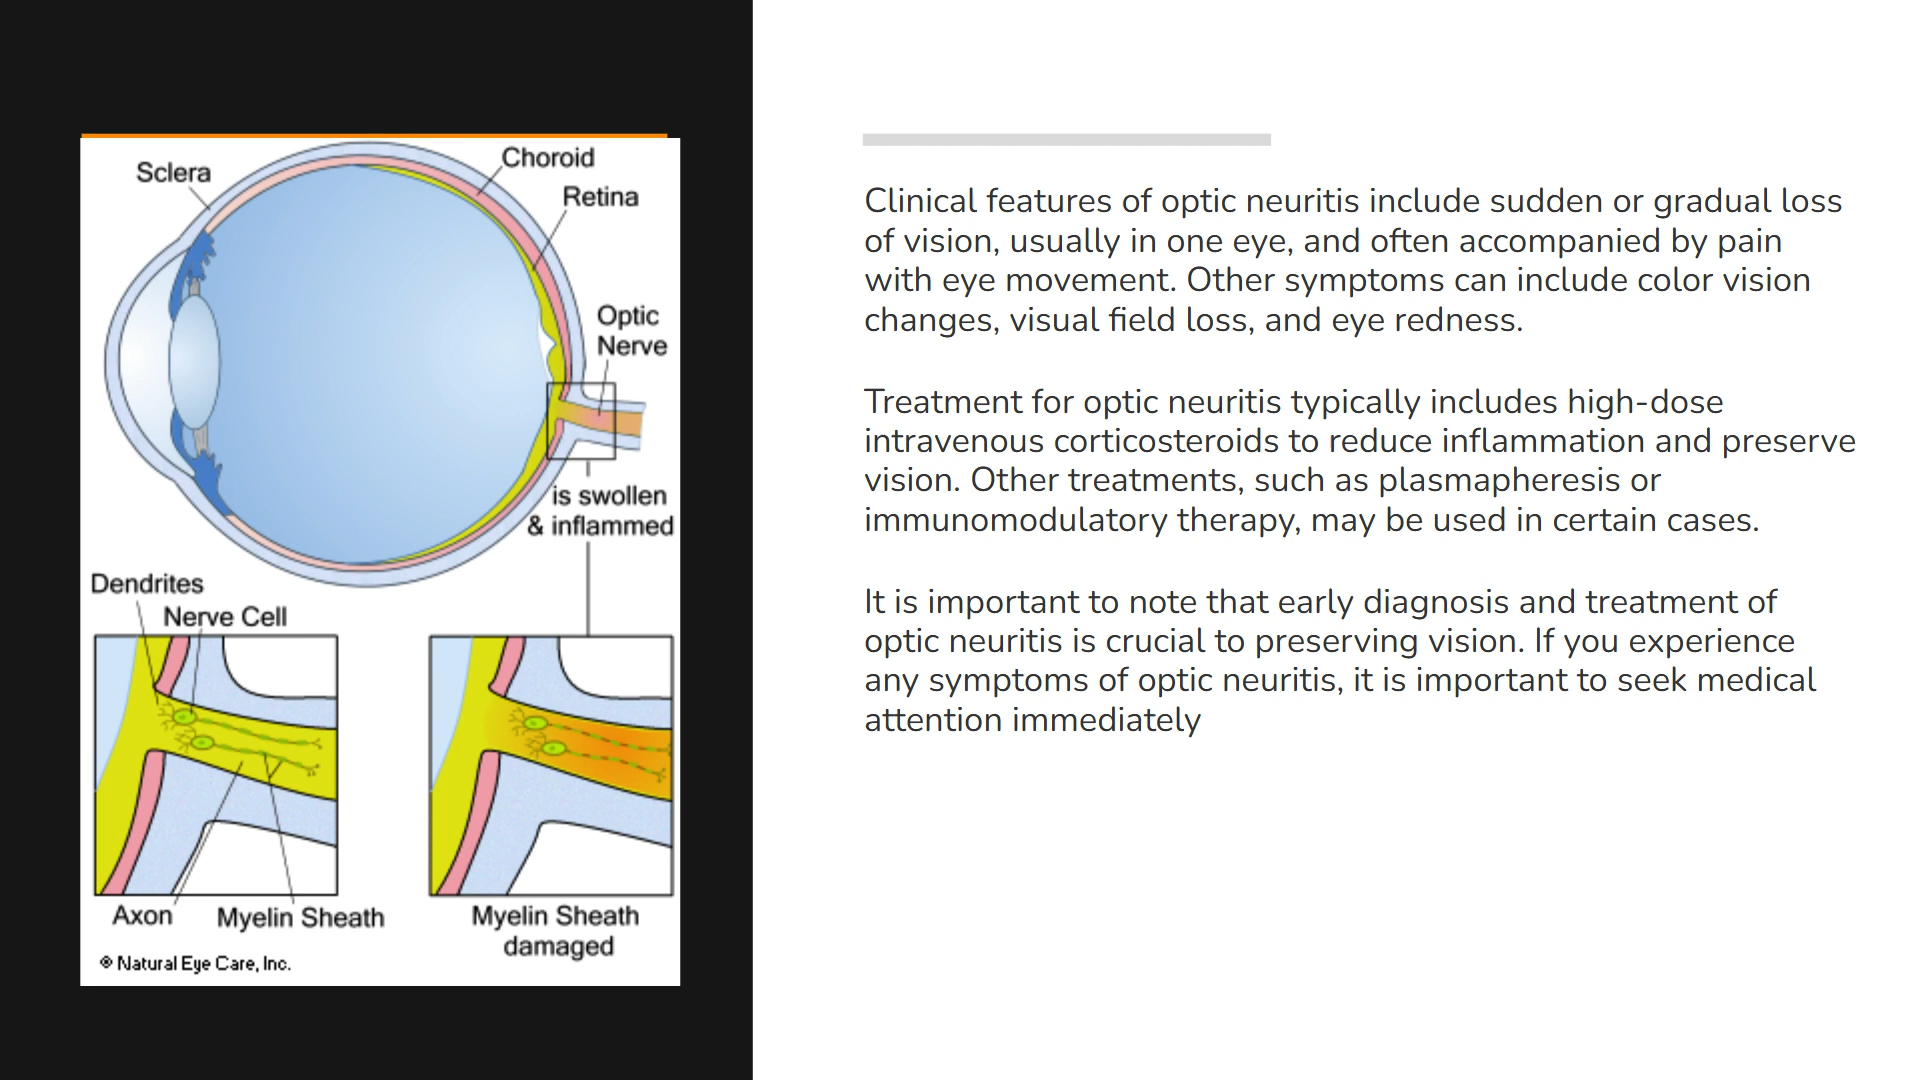 Sclera
Choroid
Retina
Optic
Nerve
is swollen
& inflammed
Dendrites
Nerve Cell
Axon
Myelin Sheath
Myelin Sheath
damaged
® Natural Eye Care, Inc.
Clinical features of optic neuritis include sudden or gradual loss
of vision, usually in one eye, and often accompanied by pain
with eye movement. Other symptoms can include color vision
changes, visual field loss, and eye redness.
Treatment for optic neuritis typically includes high-dose
intravenous corticosteroids to reduce inflammation and preserve
vision. Other treatments, such as plasmapheresis or
immunomodulatory therapy, may be used in certain cases.
It is important to note that early diagnosis and treatment of
optic neuritis is crucial to preserving vision. If you experience
any symptoms of optic neuritis, it is important to seek medical
attention immediately